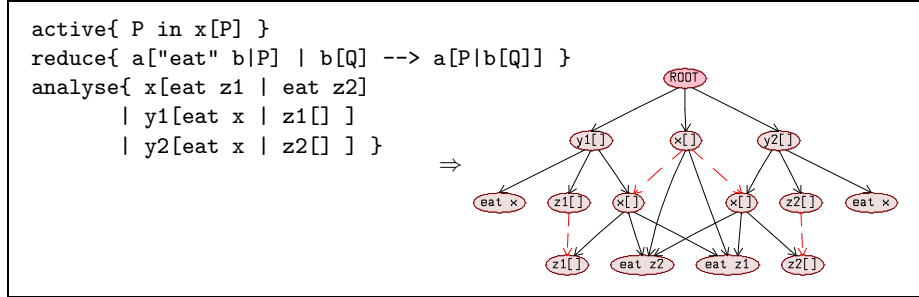 active{ P in x[P] }
reduce{ a["eat" b|P] | b[Q] --> a[P|b[Q]] }
analyse{ x[eat z1 | eat z2]
| y1[eat x | z1[] ]
| y2[eat x | z2[] ] }
⇒
ROOT
y1[] x[] y2[]
eat x z1[] x[] x[] z2[] eat x
z1[] eat z2 eat z1 z2[]